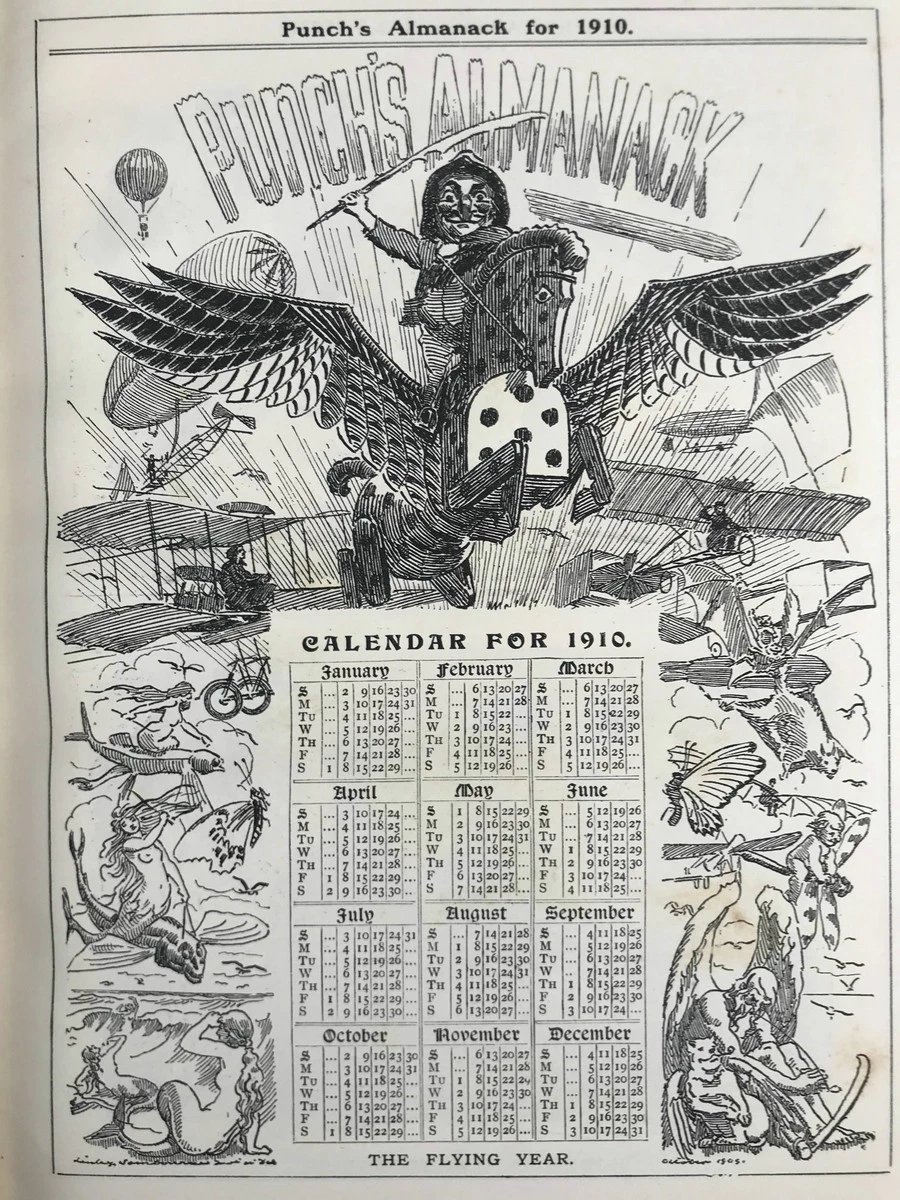 Punch's Almanack for 1910.
PUNCH'S ALMANACK
CALENDAR FOR 1910.
January
S ... 2 9 16 23 30
M ... 3 10 17 24 31
TU ... 4 11 18 25 ...
W ... 5 12 19 26 ...
TH ... 6 13 20 27 ...
F ... 7 14 21 28 ...
S 1 8 15 22 29 ...
February
S ... 6 13 20 27
M ... 7 14 21 28
TU 1 8 15 22 ...
W 2 9 16 23 ...
TH 3 10 17 24 ...
F 4 11 18 25 ...
S 5 12 19 26 ...
March
S ... 6 13 20 27
M ... 7 14 21 28
TU 1 8 15 22 29
W 2 9 16 23 30
TH 3 10 17 24 31
F 4 11 18 25 ...
S 5 12 19 26 ...
April
S ... 3 10 17 24 ...
M ... 4 11 18 25 ...
TU ... 5 12 19 26 ...
W ... 6 13 20 27 ...
TH ... 7 14 21 28 ...
F 1 8 15 22 29 ...
S 2 9 16 23 30 ...
May
S 1 8 15 22 29
M 2 9 16 23 30
TU 3 10 17 24 31
W 4 11 18 25 ...
TH 5 12 19 26 ...
F 6 13 20 27 ...
S 7 14 21 28 ...
June
S ... 5 12 19 26
M ... 6 13 20 27
TU ... 7 14 21 28
W 1 8 15 22 29
TH 2 9 16 23 30
F 3 10 17 24 ...
S 4 11 18 25 ...
July
S ... 3 10 17 24 31
M ... 4 11 18 25 ...
TU ... 5 12 19 26 ...
W ... 6 13 20 27 ...
TH ... 7 14 21 28 ...
F 1 8 15 22 29 ...
S 2 9 16 23 30 ...
August
S ... 7 14 21 28
M 1 8 15 22 29
TU 2 9 16 23 30
W 3 10 17 24 31
TH 4 11 18 25 ...
F 5 12 19 26 ...
S 6 13 20 27 ...
September
S ... 4 11 18 25
M ... 5 12 19 26
TU ... 6 13 20 27
W ... 7 14 21 28
TH 1 8 15 22 29
F 2 9 16 23 30
S 3 10 17 24 ...
October
S ... 2 9 16 23 30
M ... 3 10 17 24 31
TU ... 4 11 18 25 ...
W ... 5 12 19 26 ...
TH ... 6 13 20 27 ...
F ... 7 14 21 28 ...
S 1 8 15 22 29 ...
November
S ... 6 13 20 27
M ... 7 14 21 28
TU 1 8 15 22 29
W 2 9 16 23 30
TH 3 10 17 24 ...
F 4 11 18 25 ...
S 5 12 19 26 ...
December
S ... 4 11 18 25
M ... 5 12 19 26
TU ... 6 13 20 27
W ... 7 14 21 28
TH 1 8 15 22 29
F 2 9 16 23 30
S 3 10 17 24 31
Linley Sambourne
THE FLYING YEAR.
October 1909.